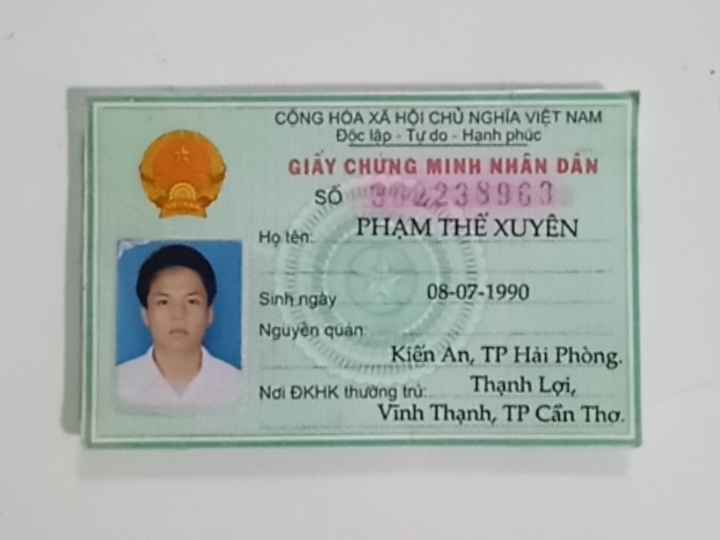 CỘNG HÒA XÃ HỘI CHỦ NGHĨA VIỆT NAM
Độc lập - Tự do - Hạnh phúc
GIẤY CHỨNG MINH NHÂN DÂN
SỐ
Họ tên: PHẠM THẾ XUYÊN
Sinh ngày 08-07-1990
Nguyên quán:
Kiến An, TP Hải Phòng.
Nơi ĐKHK thường trú: Thạnh Lợi,
Vĩnh Thạnh, TP Cần Thơ.